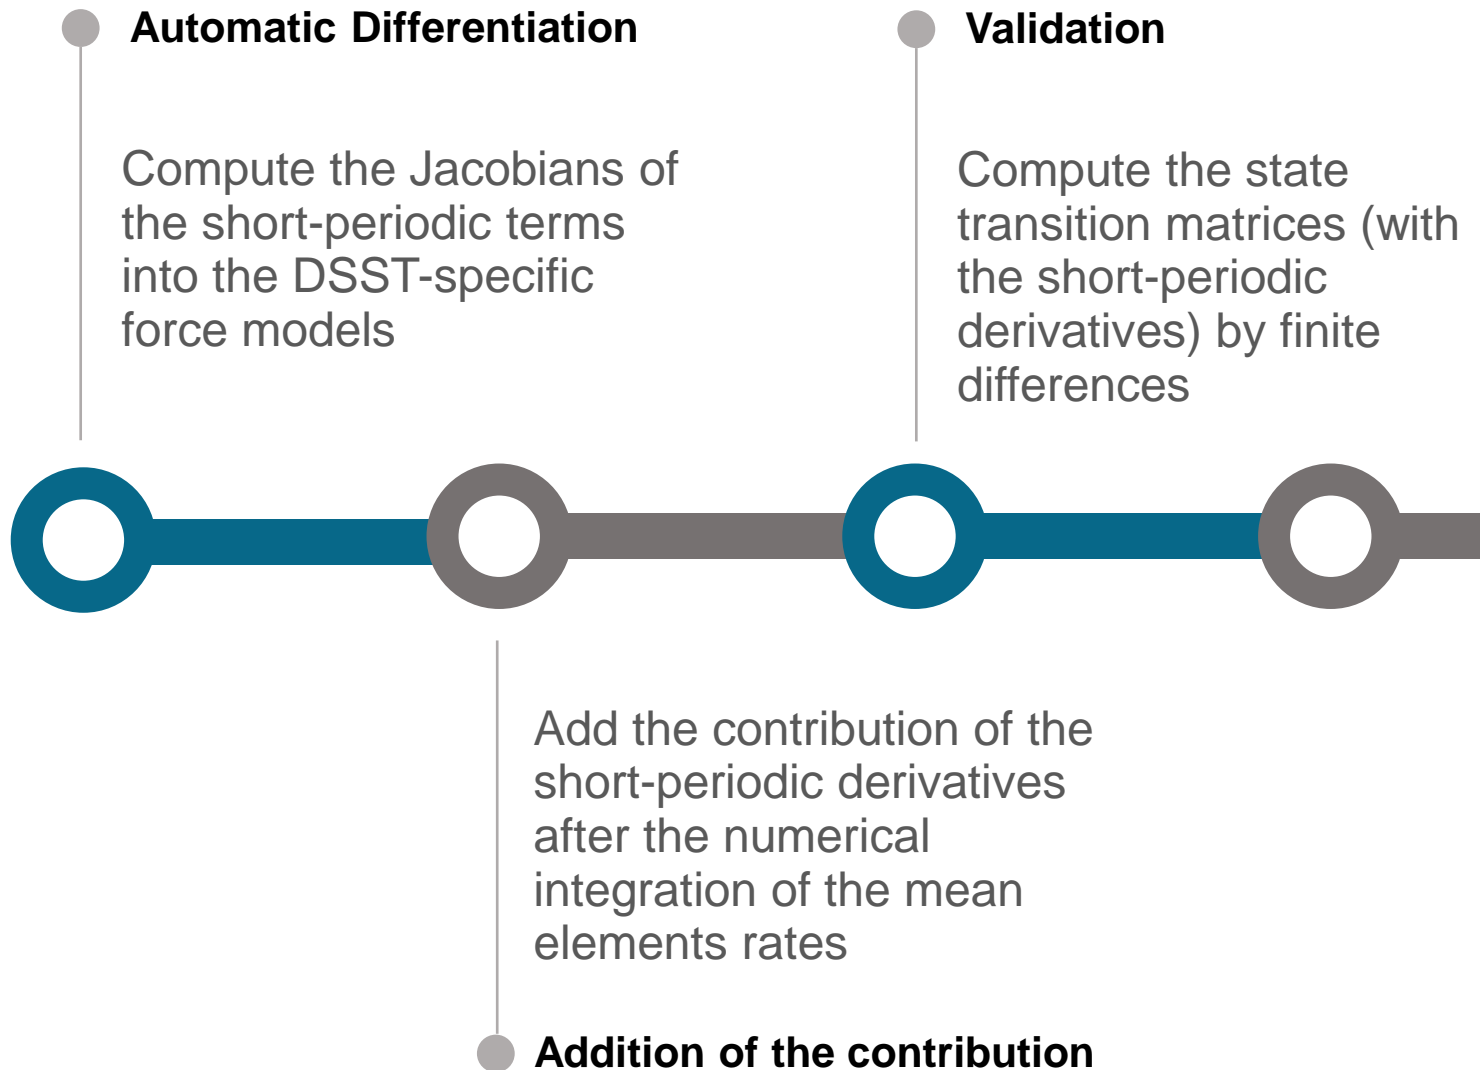 Automatic Differentiation
Compute the Jacobians of
the short-periodic terms
into the DSST-specific
force models
Validation
Compute the state
transition matrices (with
the short-periodic
derivatives) by finite
differences
Add the contribution of the
short-periodic derivatives
after the numerical
integration of the mean
elements rates
Addition of the contribution